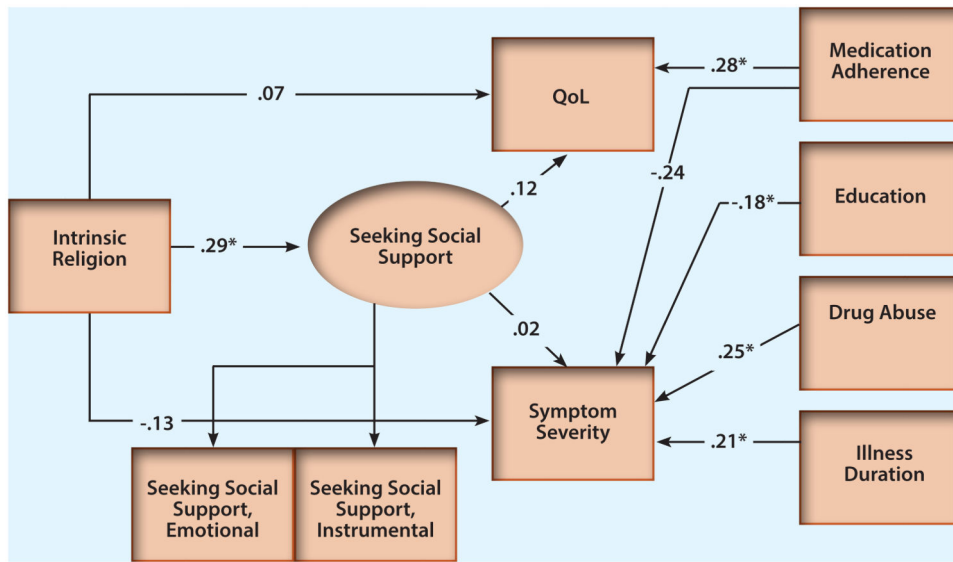 Medication
Adherence
.28*
QoL
.07
-.24
.12
-.18*
Education
Intrinsic
Religion
.29*
Seeking Social
Support
Drug Abuse
.02
.25*
-.13
Symptom
Severity
.21*
Illness
Duration
Seeking Social
Support,
Emotional
Seeking Social
Support,
Instrumental